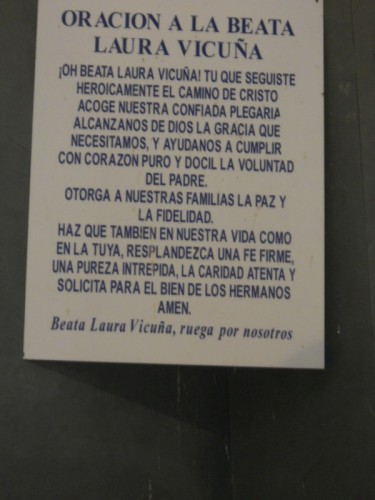 ORACION A LA BEATA
LAURA VICUÑA
¡OH BEATA LAURA VICUÑA! TU QUE SEGUISTE
HEROICAMENTE EL CAMINO DE CRISTO
ACOGE NUESTRA CONFIADA PLEGARIA
ALCANZANOS DE DIOS LA GRACIA QUE
NECESITAMOS, Y AYUDANOS A CUMPLIR
CON CORAZON PURO Y DOCIL LA VOLUNTAD
DEL PADRE.
OTORGA A NUESTRAS FAMILIAS LA PAZ Y
LA FIDELIDAD.
HAZ QUE TAMBIEN EN NUESTRA VIDA COMO
EN LA TUYA, RESPLANDEZCA UNA FE FIRME,
UNA PUREZA INTREPIDA, LA CARIDAD ATENTA Y
SOLICITA PARA EL BIEN DE LOS HERMANOS
AMEN.
Beata Laura Vicuña, ruega por nosotros